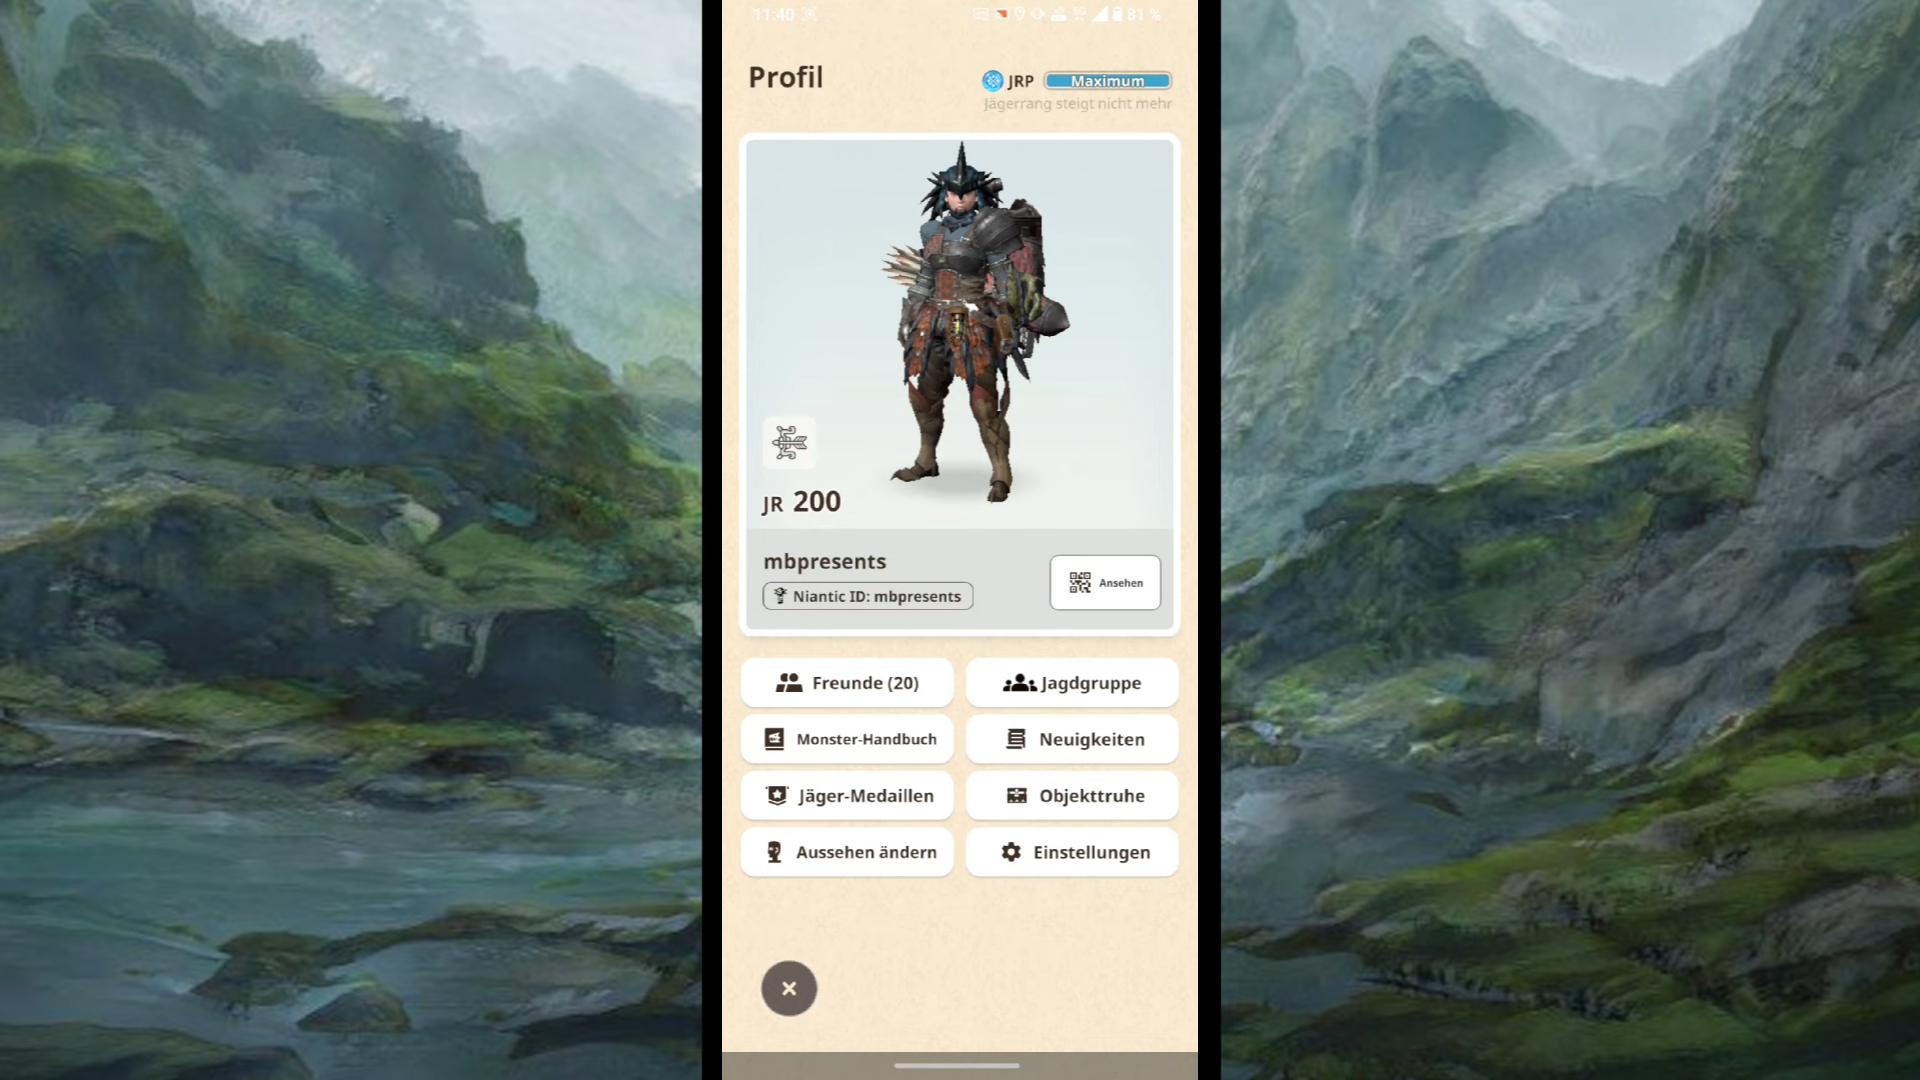 11:40
81 %
Profil
JRP
Maximum
Jägerrang steigt nicht mehr
JR 200
mbpresents
Niantic ID: mbpresents
Ansehen
Freunde (20)
Jagdgruppe
Monster-Handbuch
Neuigkeiten
Jäger-Medaillen
Objekttruhe
Aussehen ändern
Einstellungen